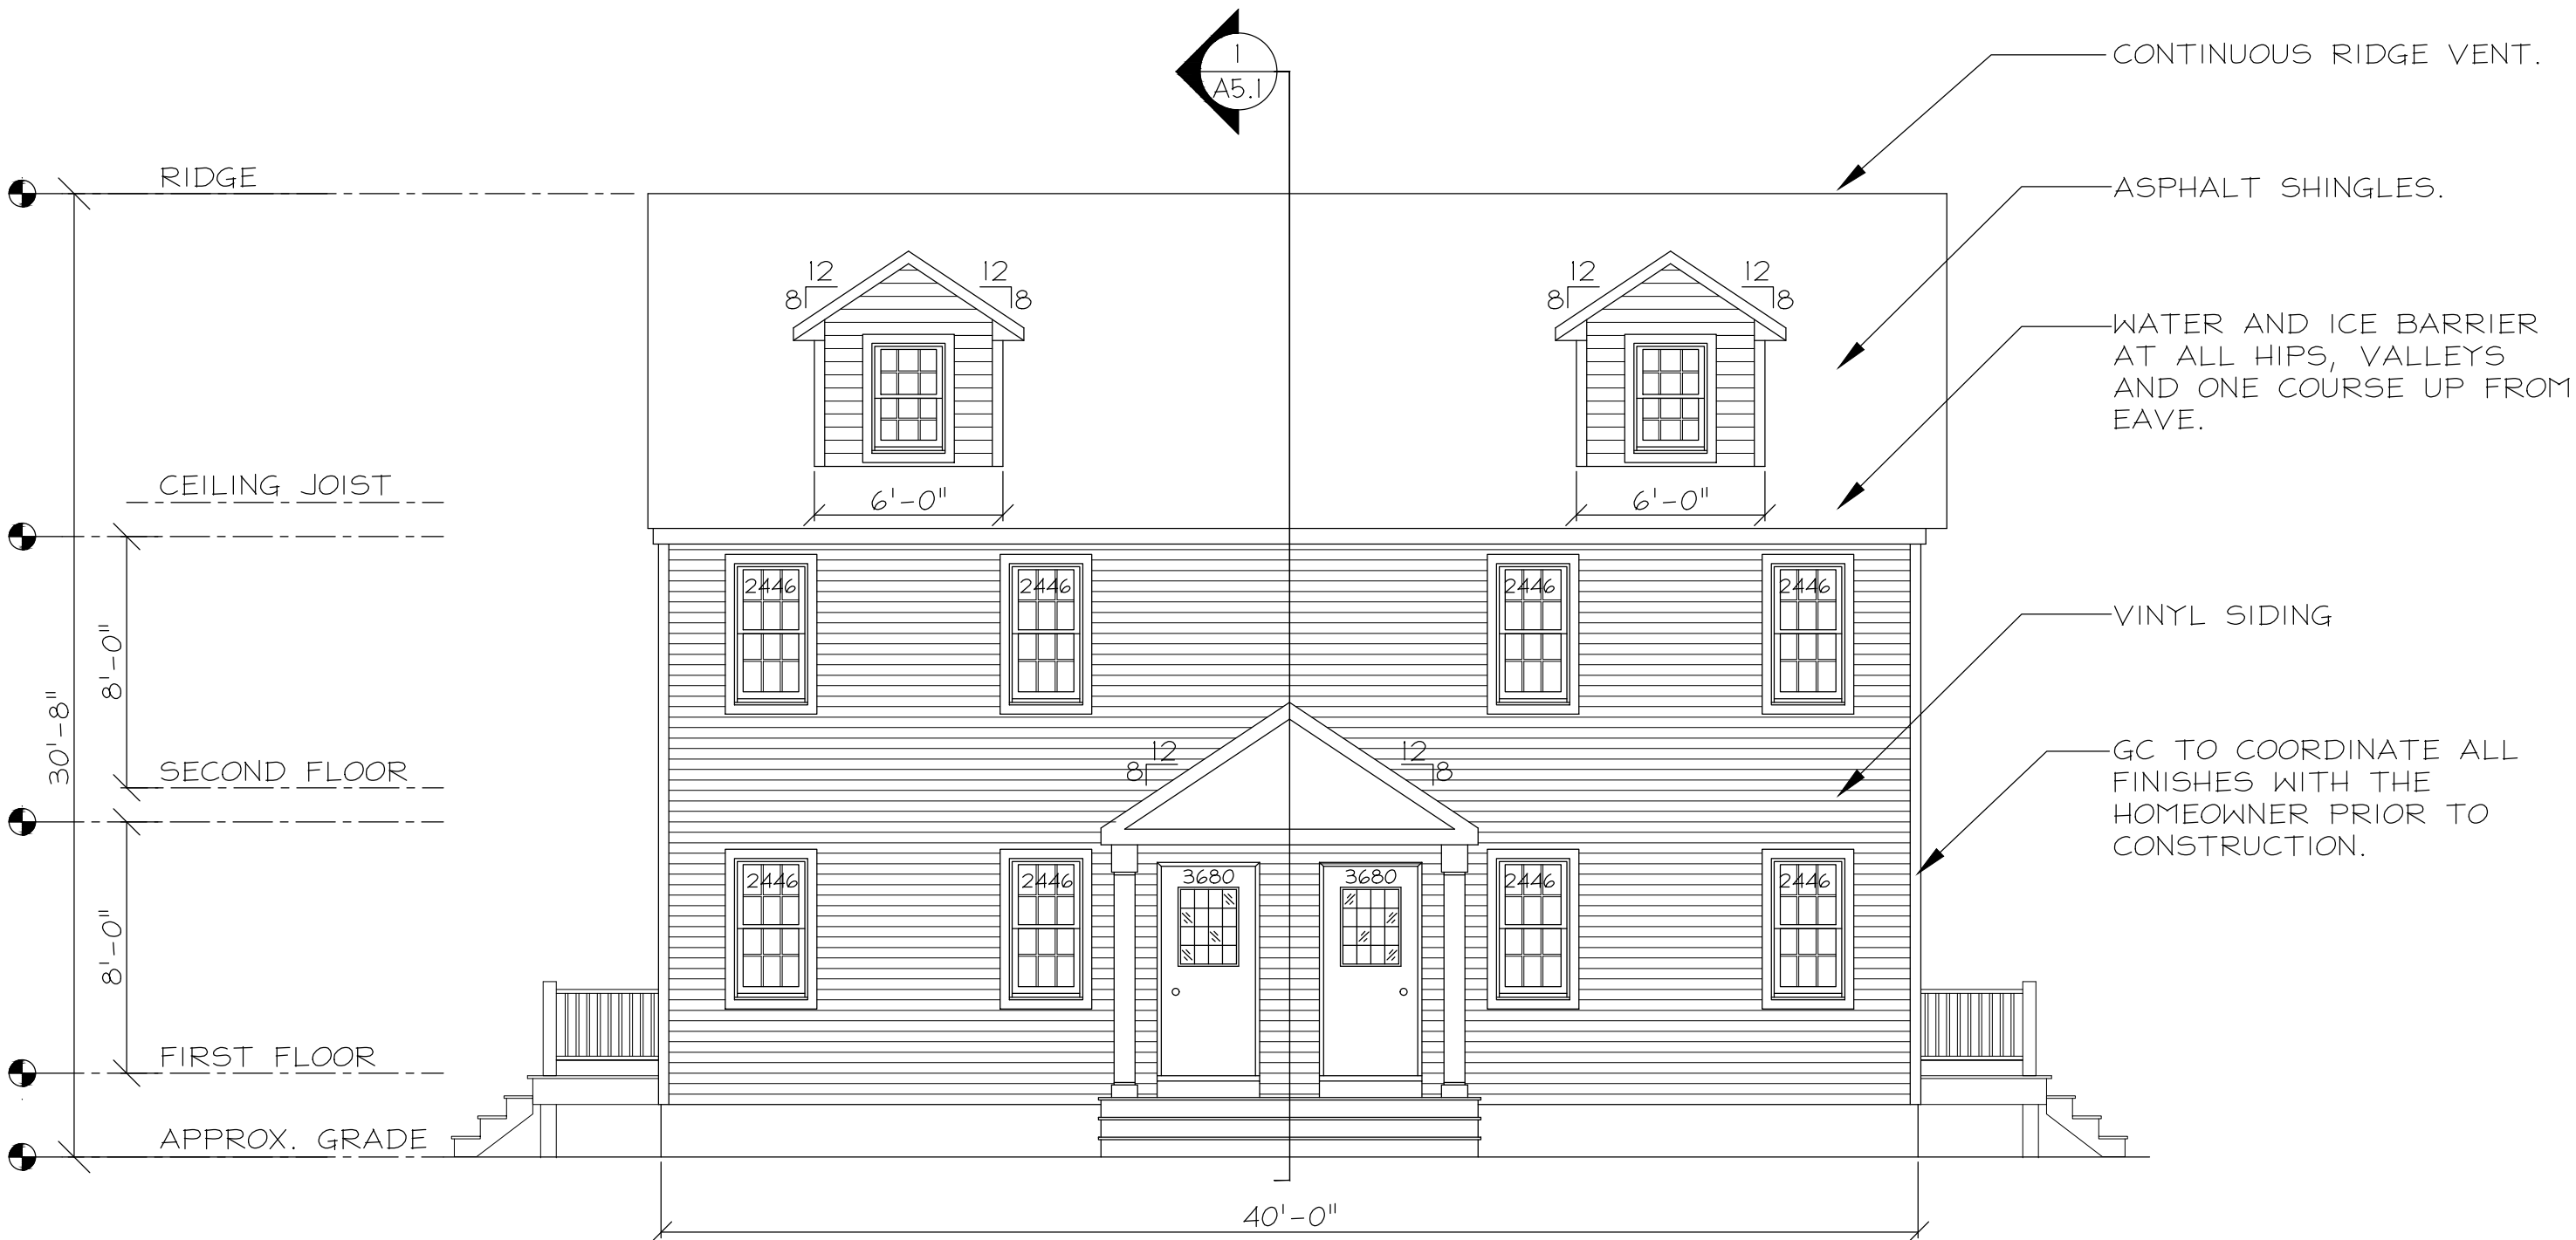 1
A5.1
CONTINUOUS RIDGE VENT.
RIDGE
ASPHALT SHINGLES.
12 12 12 12
8 8 8 8
WATER AND ICE BARRIER
AT ALL HIPS, VALLEYS
AND ONE COURSE UP FROM
EAVE.
CEILING JOIST
6'-0" 6'-0"
2446 2446 2446 2446
VINYL SIDING
8'-0"
30'-8"
SECOND FLOOR
12 12
8 8
GC TO COORDINATE ALL
FINISHES WITH THE
HOMEOWNER PRIOR TO
CONSTRUCTION.
2446 2446 3680 3680 2446 2446
8'-0"
FIRST FLOOR
APPROX. GRADE
40'-0"